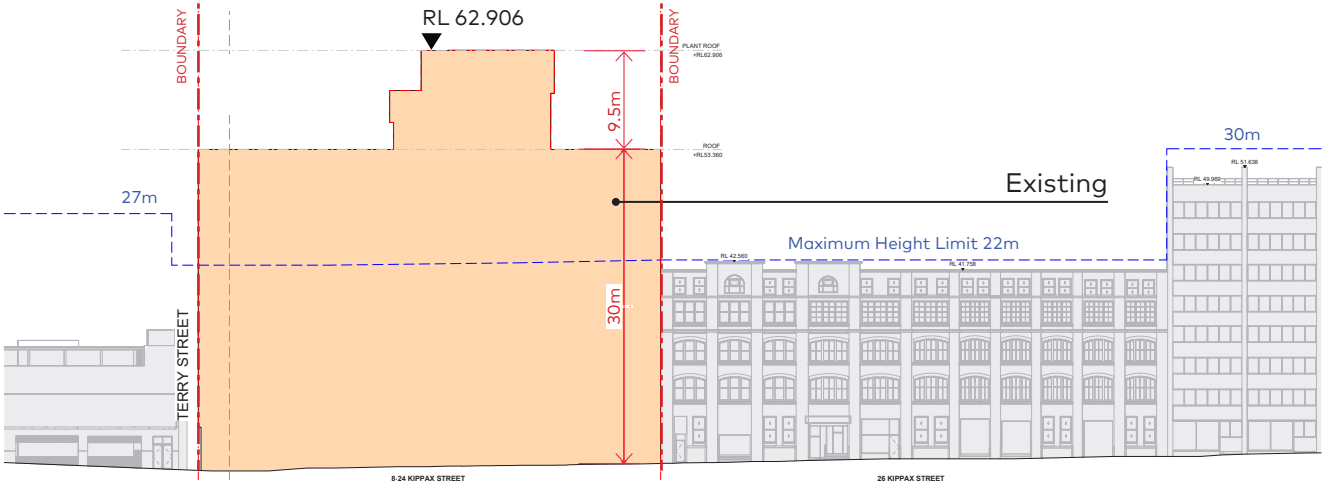 RL 62.906
BOUNDARY
BOUNDARY
PLANT ROOF
+RL62.906
9.5m
ROOF
+RL53.360
30m
RL 51.638
RL 49.969
Existing
27m
Maximum Height Limit 22m
RL 42.560
RL 41.758
30m
TERRY STREET
8-24 KIPPAX STREET
26 KIPPAX STREET